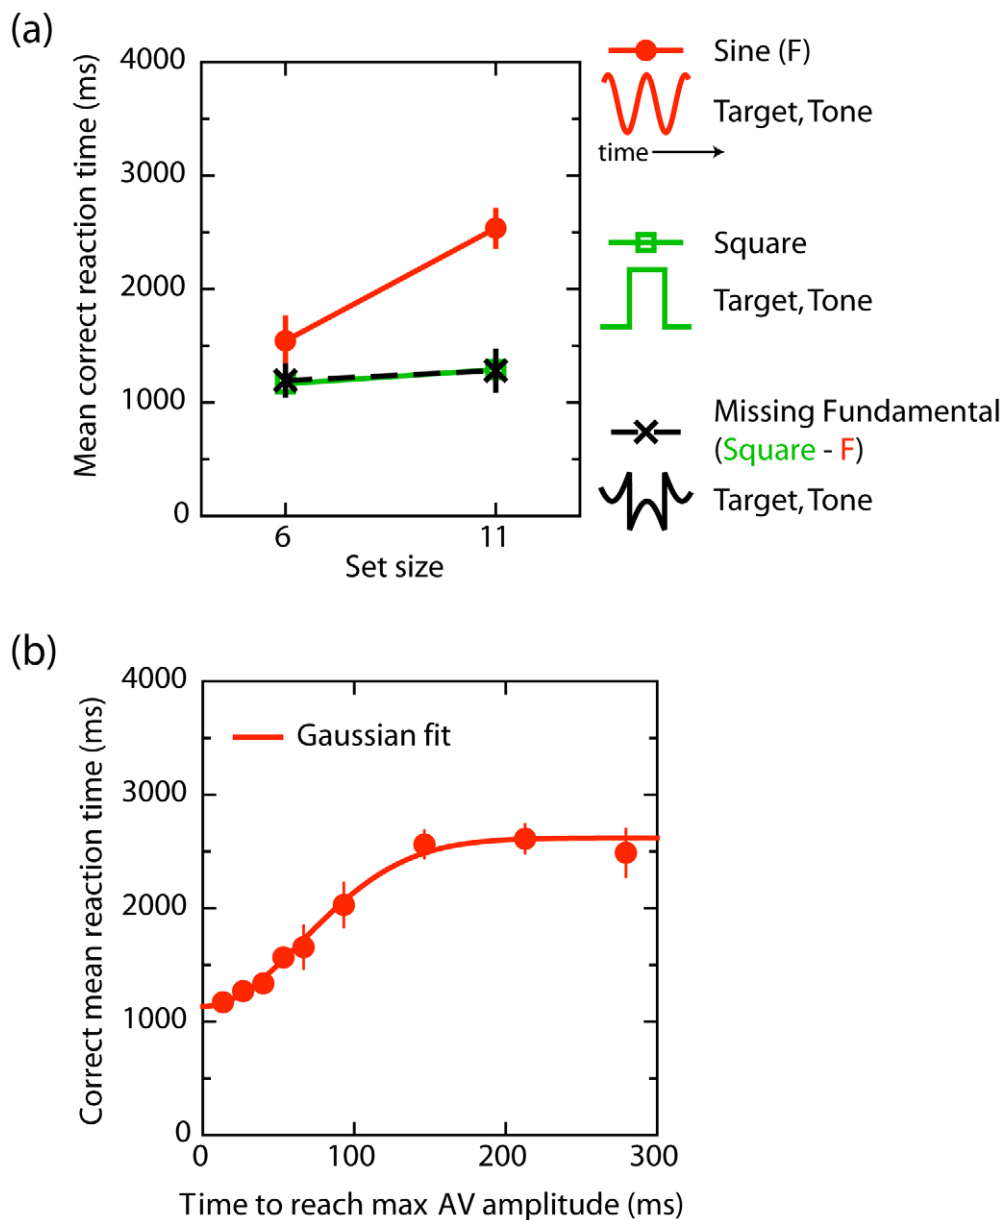 (a)
Mean correct reaction time (ms)
4000
3000
2000
1000
0
6
11
Set size
Sine (F)
Target, Tone
time
Square
Target, Tone
Missing Fundamental
(Square - F)
Target, Tone
(b)
Correct mean reaction time (ms)
4000
3000
2000
1000
0
Gaussian fit
0
100
200
300
Time to reach max AV amplitude (ms)